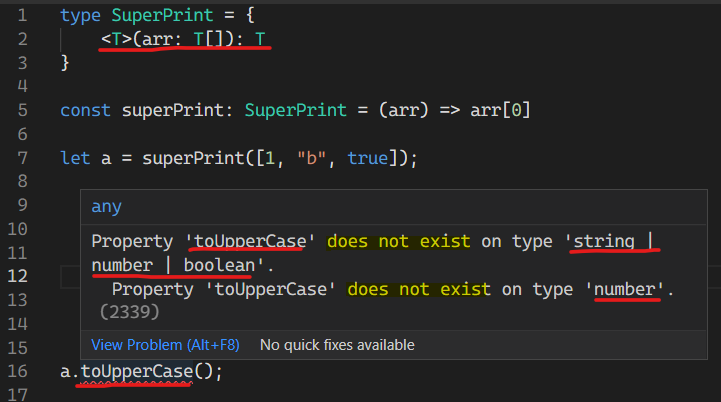 1 type SuperPrint = {
2 <T>(arr: T[]): T
3 }
4
5 const superPrint: SuperPrint = (arr) => arr[0]
6
7 let a = superPrint([1, "b", true]);
8
9 any
10 Property 'toUpperCase' does not exist on type 'string |
11 number | boolean'.
12 Property 'toUpperCase' does not exist on type 'number'.
13 (2339)
14
15 View Problem (Alt+F8) No quick fixes available
16 a.toUpperCase();
17